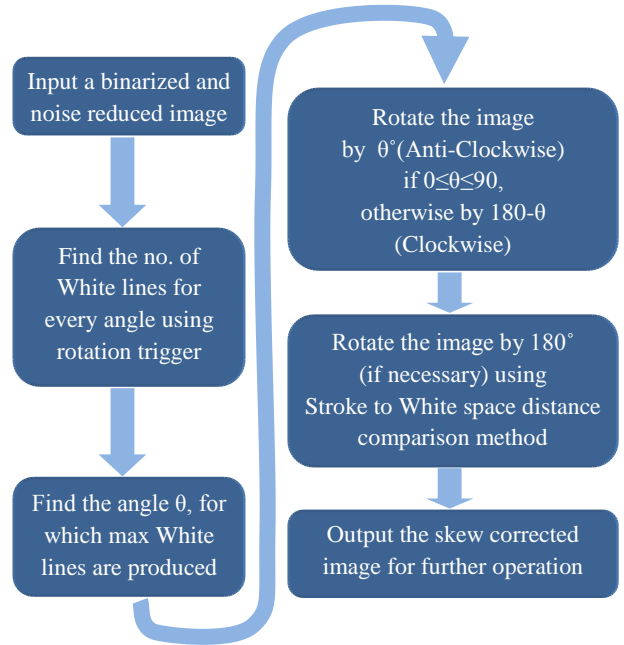 Input a binarized and
noise reduced image
Find the no. of
White lines for
every angle using
rotation trigger
Find the angle θ, for
which max White
lines are produced
Rotate the image
by θ˚(Anti-Clockwise)
if 0≤θ≤90,
otherwise by 180-θ
(Clockwise)
Rotate the image by 180˚
(if necessary) using
Stroke to White space distance
comparison method
Output the skew corrected
image for further operation